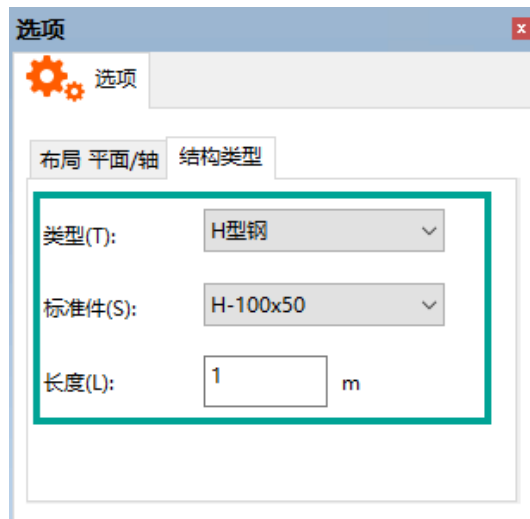 选项
选项
布局 平面/轴 结构类型
类型(T): H型钢
标准件(S): H-100x50
长度(L): 1 m